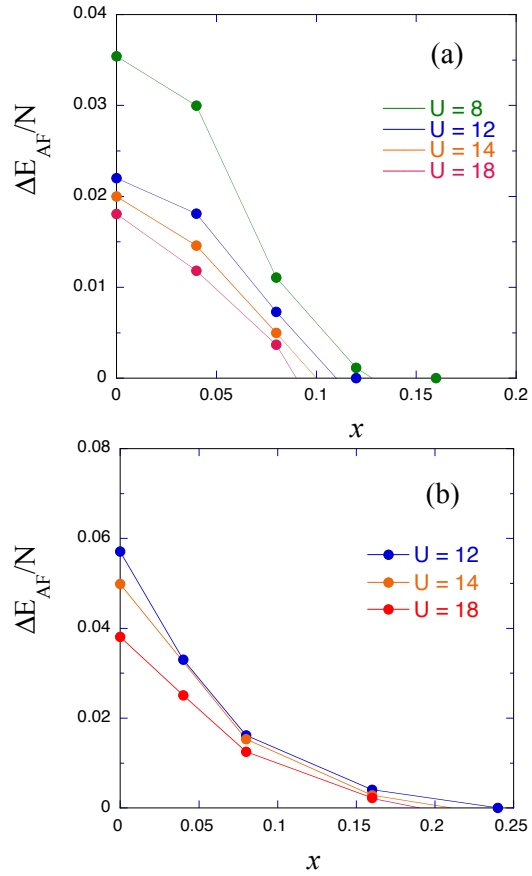 0.04
0.03
0.02
0.01
0
ΔE_AF/N
(a)
U = 8
U = 12
U = 14
U = 18
0
0.05
0.1
0.15
0.2
x
0.08
0.06
0.04
0.02
0
ΔE_AF/N
(b)
U = 12
U = 14
U = 18
0
0.05
0.10
0.15
0.2
0.25
x